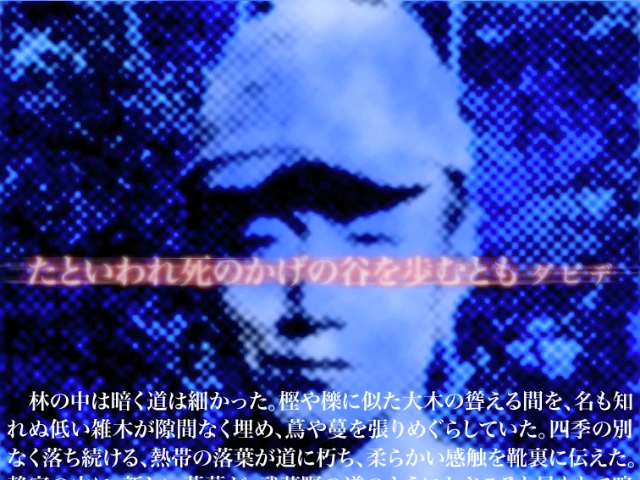 たといわれ死のかげの谷を歩むとも ダビデ
林の中は暗く道は細かった。樫や櫟に似た大木の聳える間を、名も知
れぬ低い雑木が隙間なく埋め、蔦や蔓を張りめぐらしていた。四季の別
なく落ち続ける、熱帯の落葉が道に朽ち、柔らかい感触を靴裏に伝えた。